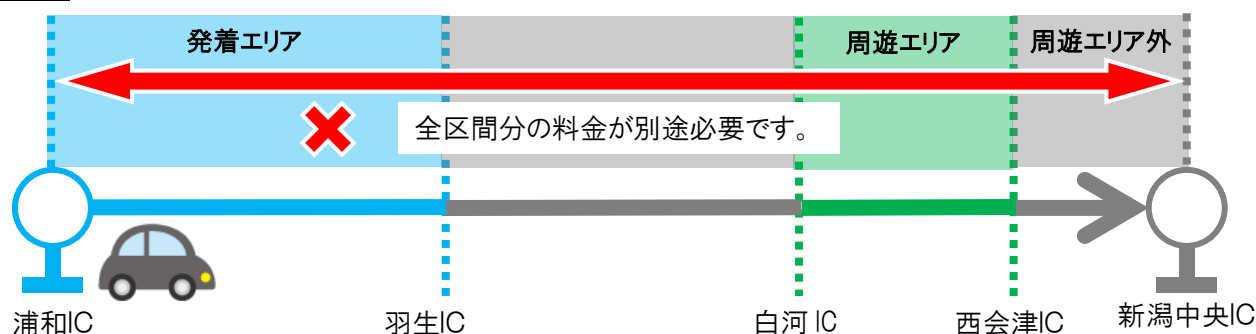 発着エリア
周遊エリア
周遊エリア外
全区間分の料金が別途必要です。
浦和IC
羽生IC
白河IC
西会津IC
新潟中央IC